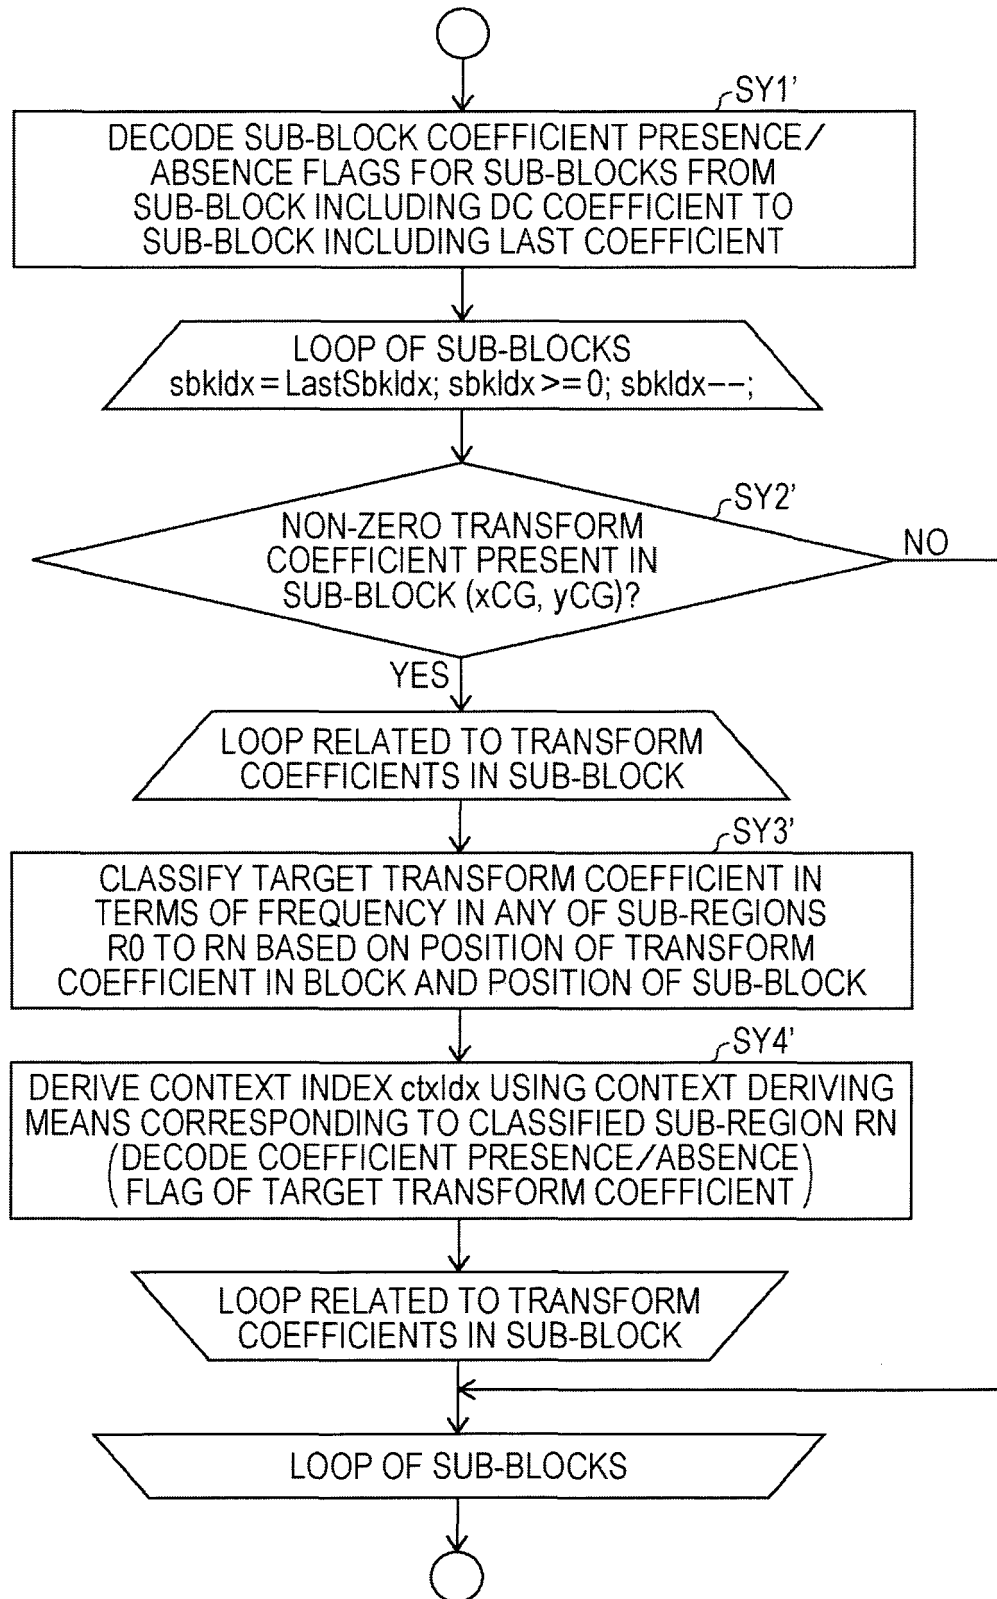 SY1'
DECODE SUB-BLOCK COEFFICIENT PRESENCE/
ABSENCE FLAGS FOR SUB-BLOCKS FROM
SUB-BLOCK INCLUDING DC COEFFICIENT TO
SUB-BLOCK INCLUDING LAST COEFFICIENT
LOOP OF SUB-BLOCKS
sbkIdx=LastSbkIdx; sbkIdx>=0; sbkIdx--;
SY2'
NON-ZERO TRANSFORM
COEFFICIENT PRESENT IN
SUB-BLOCK (xCG, yCG)?
NO
YES
LOOP RELATED TO TRANSFORM
COEFFICIENTS IN SUB-BLOCK
SY3'
CLASSIFY TARGET TRANSFORM COEFFICIENT IN
TERMS OF FREQUENCY IN ANY OF SUB-REGIONS
R0 TO RN BASED ON POSITION OF TRANSFORM
COEFFICIENT IN BLOCK AND POSITION OF SUB-BLOCK
SY4'
DERIVE CONTEXT INDEX ctxIdx USING CONTEXT DERIVING
MEANS CORRESPONDING TO CLASSIFIED SUB-REGION RN
(DECODE COEFFICIENT PRESENCE/ABSENCE
FLAG OF TARGET TRANSFORM COEFFICIENT)
LOOP RELATED TO TRANSFORM
COEFFICIENTS IN SUB-BLOCK
LOOP OF SUB-BLOCKS